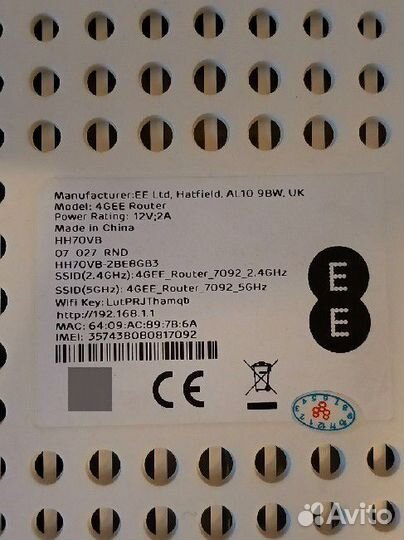 Manufacturer:EE Ltd, Hatfield, AL10 9BW, UK
Model: 4GEE Router
Power Rating: 12V;2A
Made in China
HH70VB
07 027 RND
HH70VB-2BE8GB3
SSID(2.4GHz): 4GEE_Router_7092_2.4GHz
SSID(5GHz): 4GEE_Router_7092_5GHz
Wifi Key: LutPRJThamqb
http://192.168.1.1
MAC: 64:09:AC:89:7B:6A
IMEI: 357438080817092
E
E
CE
Avito